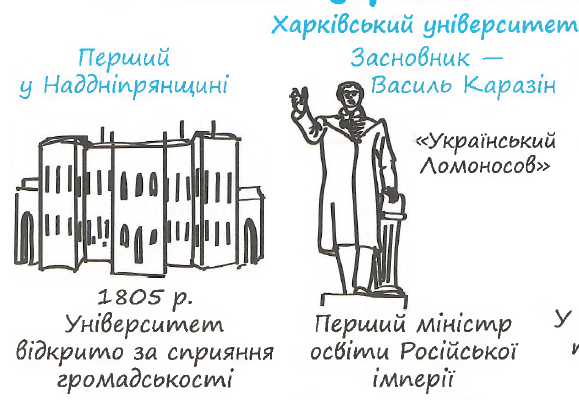 Харківський університет
Перший
у Наддніпрянщині
Засновник —
Василь Каразін
«Український
Ломоносов»
1805 р.
Університет
відкрито за сприяння
громадськості
Перший міністр
освіти Російської
імперії
У